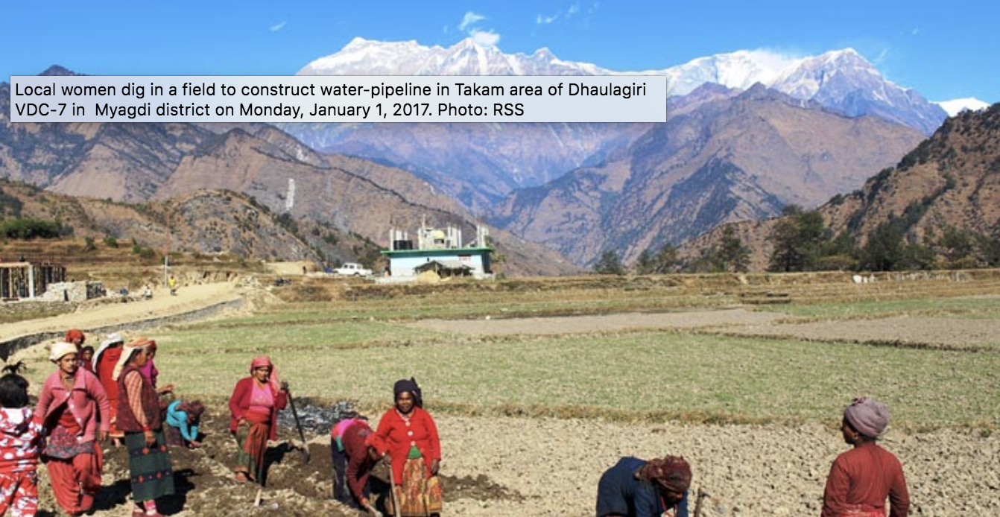 Local women dig in a field to construct water-pipeline in Takam area of Dhaulagiri
VDC-7 in  Myagdi district on Monday, January 1, 2017. Photo: RSS